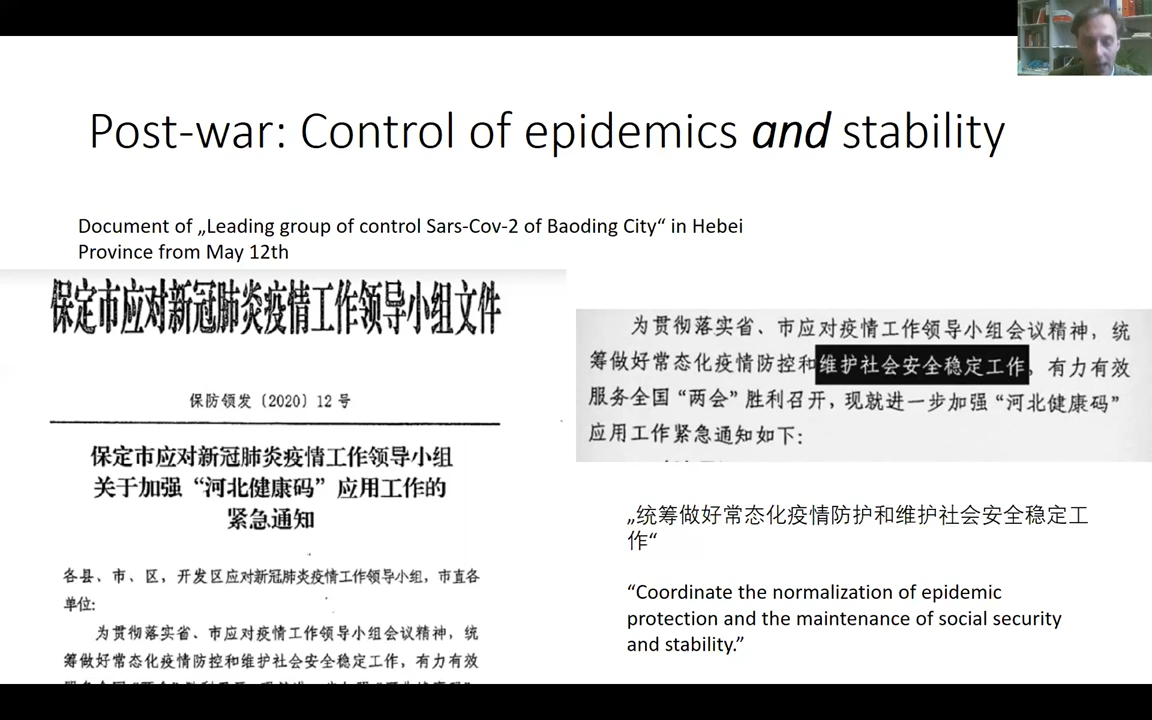 Post-war: Control of epidemics and stability
Document of „Leading group of control Sars-Cov-2 of Baoding City“ in Hebei
Province from May 12th
保定市应对新冠肺炎疫情工作领导小组文件
保防领发〔2020〕12号
保定市应对新冠肺炎疫情工作领导小组
关于加强“河北健康码”应用工作的
紧急通知
各县、市、区，开发区应对新冠肺炎疫情工作领导小组，市直各
单位：
为贯彻落实省、市应对疫情工作领导小组会议精神，统
筹做好常态化疫情防控和维护社会安全稳定工作，有力有效
为贯彻落实省、市应对疫情工作领导小组会议精神，统
筹做好常态化疫情防控和维护社会安全稳定工作，有力有效
服务全国“两会”胜利召开，现就进一步加强“河北健康码”
应用工作紧急通知如下：
„统筹做好常态化疫情防护和维护社会安全稳定工
作“
“Coordinate the normalization of epidemic
protection and the maintenance of social security
and stability.”